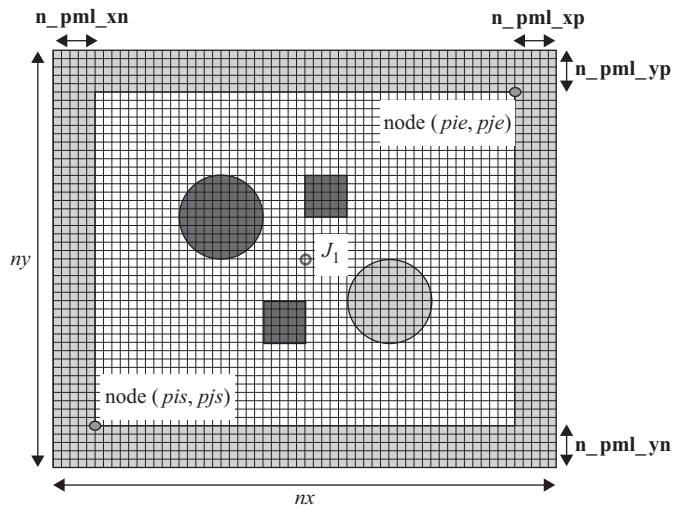 n_pml_xn
n_pml_xp
n_pml_yp
node (pie, pje)
ny
J1
node (pis, pjs)
n_pml_yn
nx